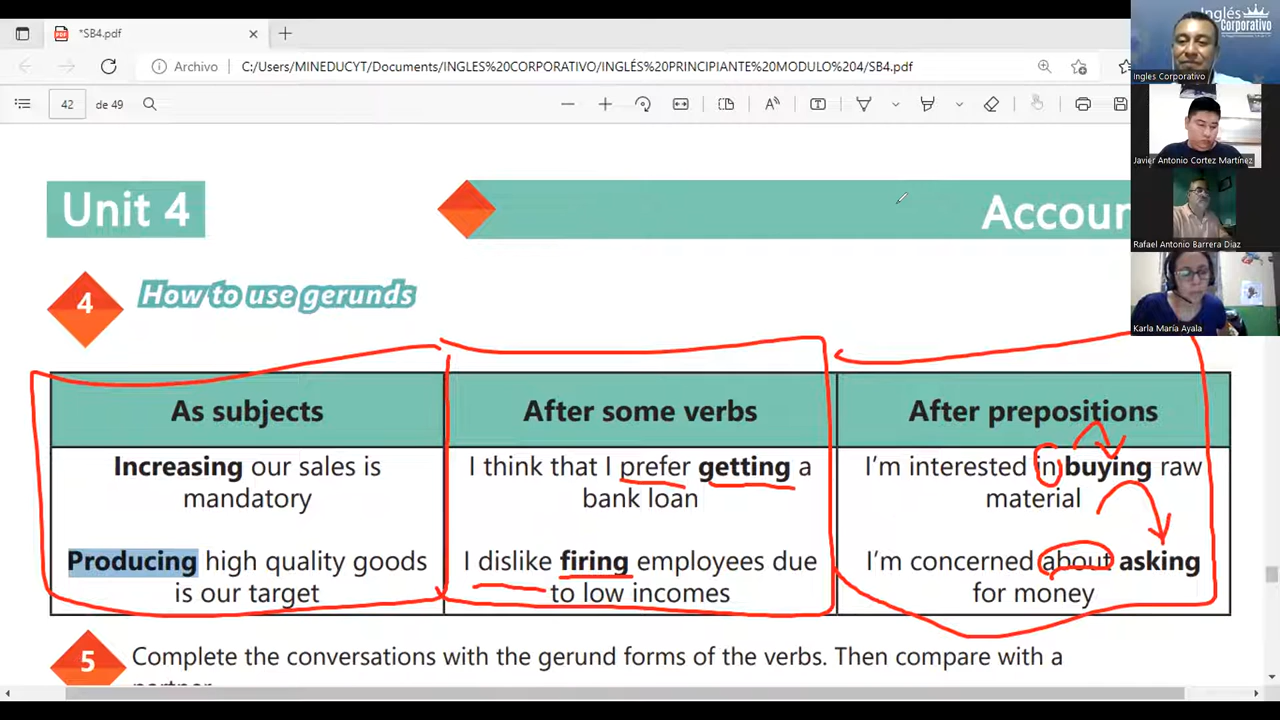 *SB4.pdf
Archivo
C:/Users/MINEDUCYT/Documents/INGLES%20CORPORATIVO/INGLÉS%20PRINCIPIANTE%20MODULO%204/SB4.pdf
42
de 49
Inglés
Corporativo
Ingles Corporativo
Javier Antonio Cortez Martínez
Rafael Antonio Barrera Diaz
Karla María Ayala
Unit 4
Accour
4
How to use gerunds
As subjects
Increasing our sales is
mandatory
Producing high quality goods
is our target
After some verbs
I think that I prefer getting a
bank loan
I dislike firing employees due
to low incomes
After prepositions
I'm interested in buying raw
material
I'm concerned about asking
for money
5
Complete the conversations with the gerund forms of the verbs. Then compare with a